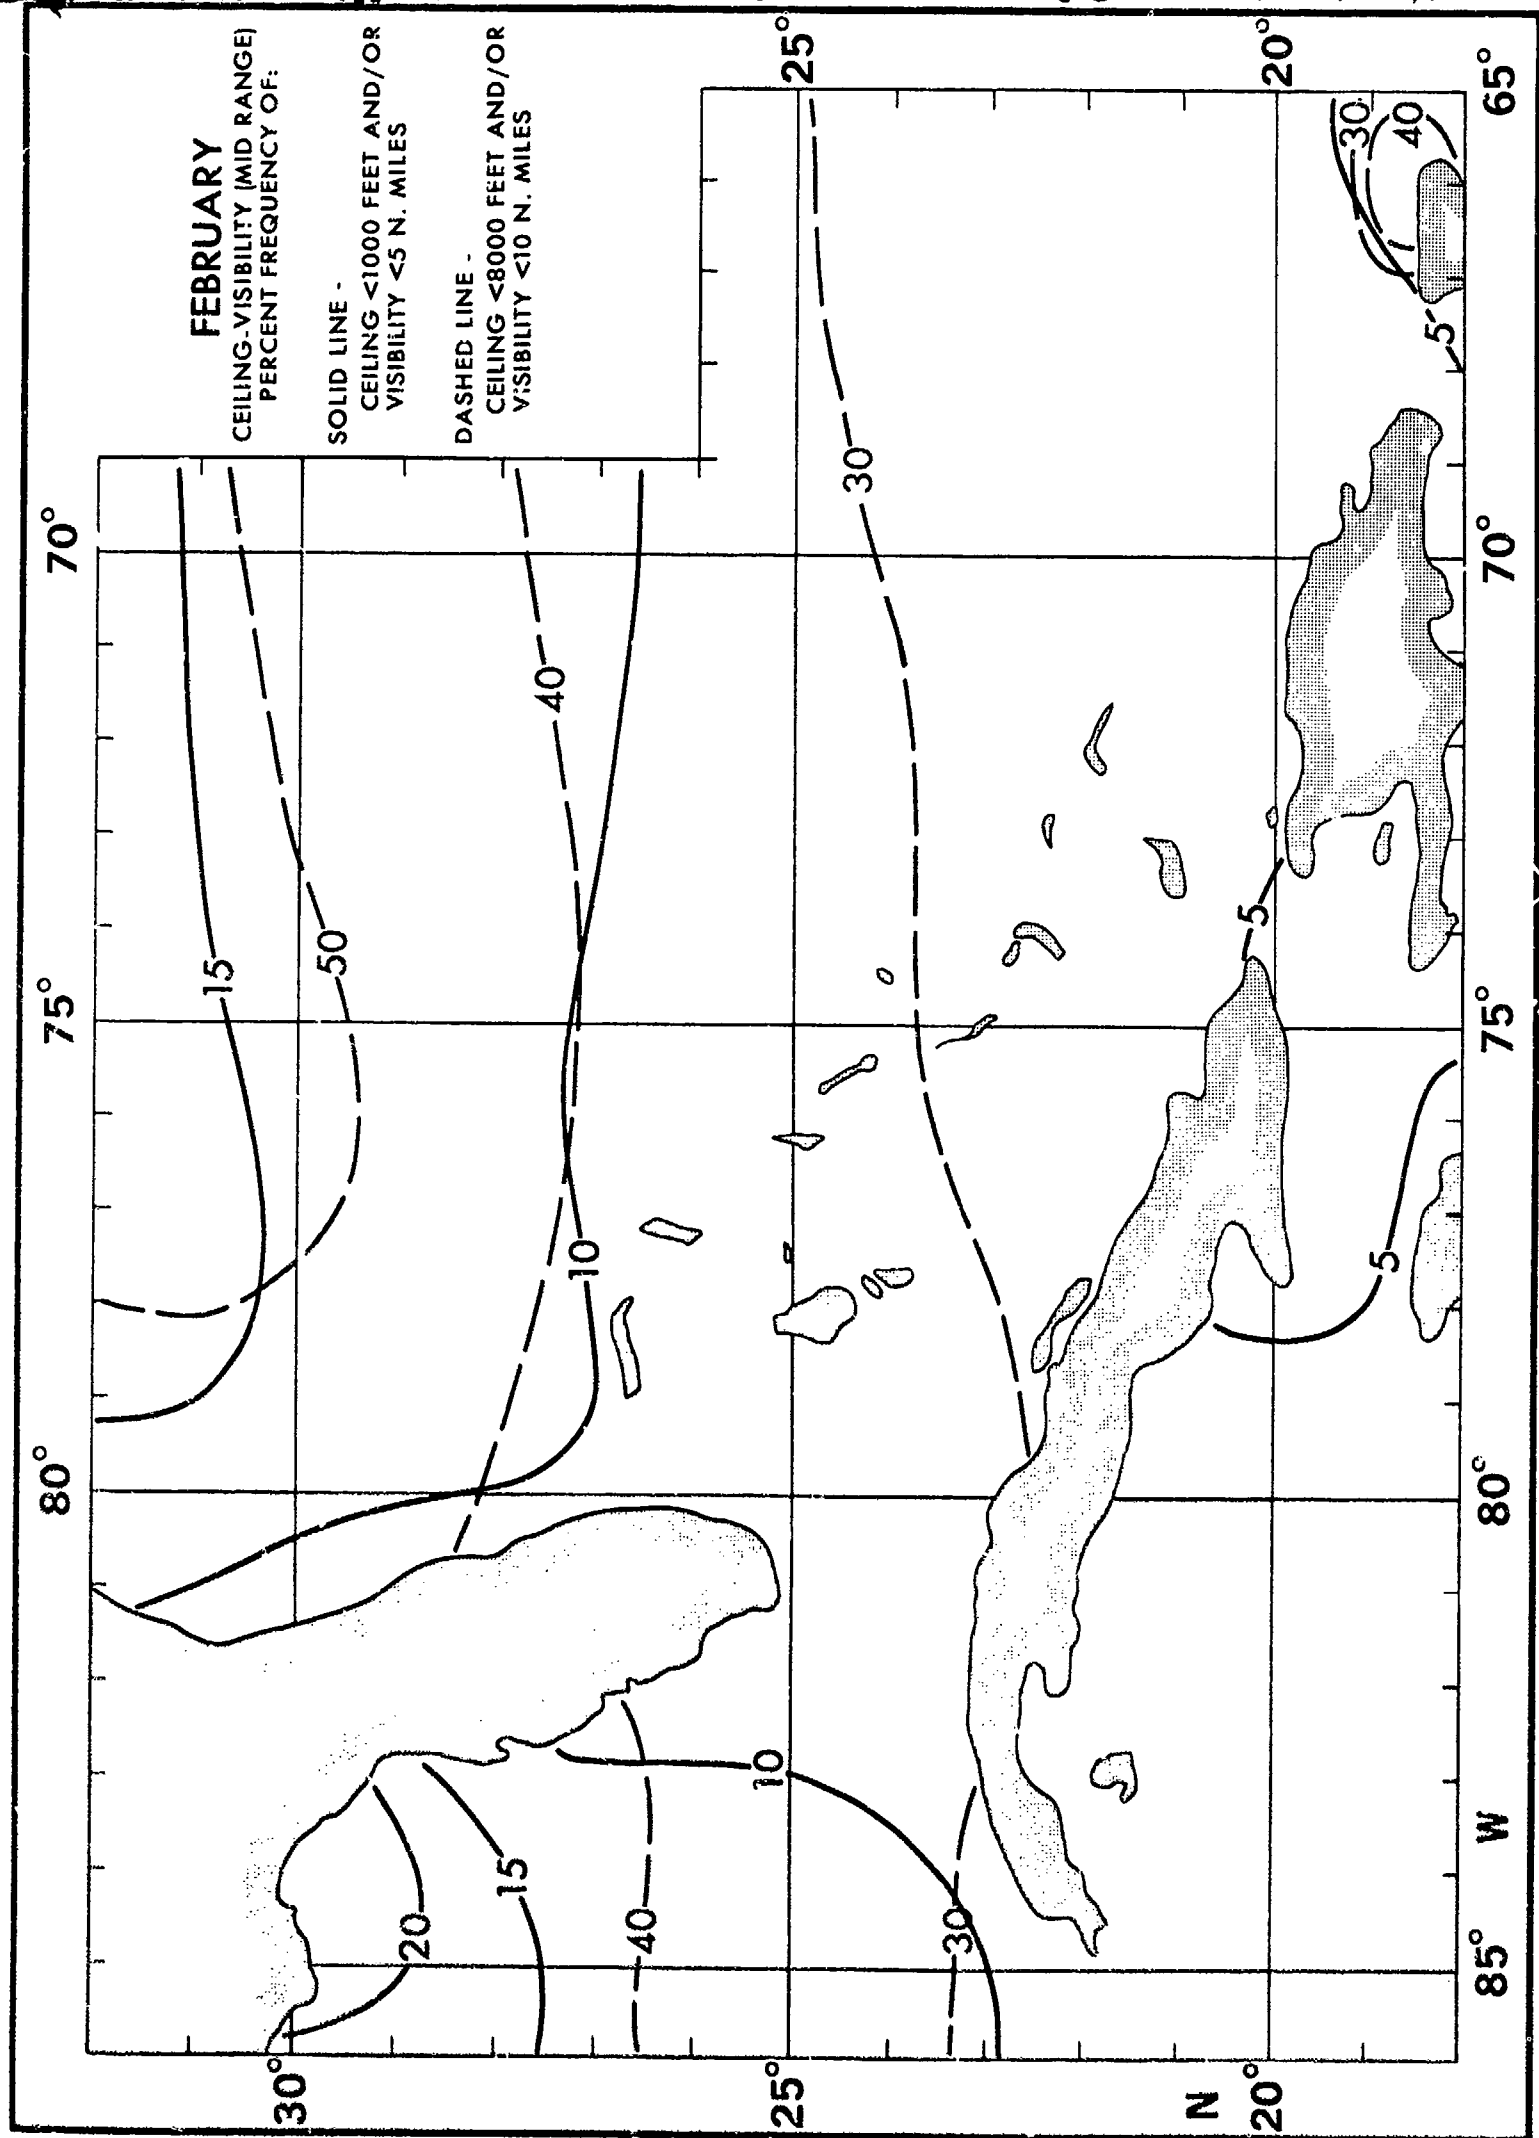 FEBRUARY
CEILING-VISIBILITY (MID RANGE)
PERCENT FREQUENCY OF:
SOLID LINE -
CEILING <1000 FEET AND/OR
VISIBILITY <5 N. MILES
DASHED LINE -
CEILING <8000 FEET AND/OR
VISIBILITY <10 N. MILES
80°
75°
70°
30°
25°
N
20°
25°
20°
85°
W
80°
75°
70°
65°
15
50
40
10
20
15
40
10
30
30
5
5
5
30
40